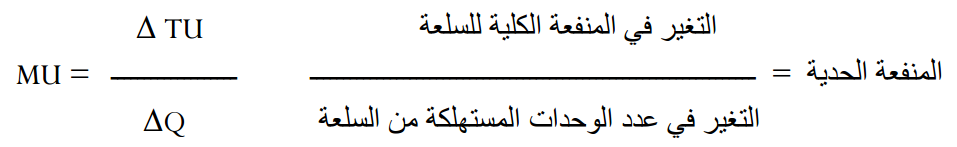 Δ TU
التغير في المنفعة الكلية للسلعة
MU =
المنفعة الحدية =
ΔQ
التغير في عدد الوحدات المستهلكة من السلعة